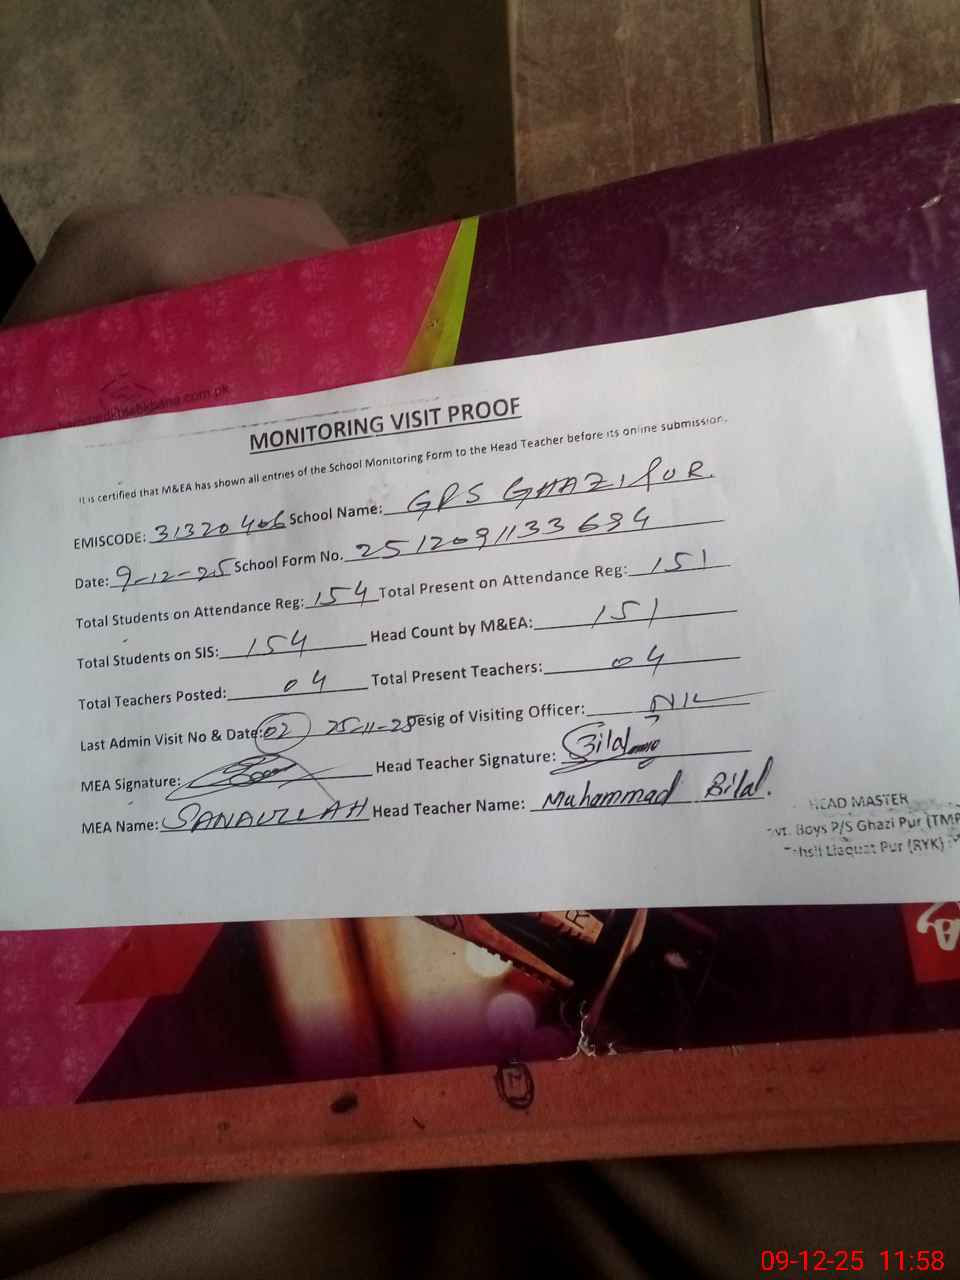 MONITORING VISIT PROOF
It is certified that M&EA has shown all entries of the School Monitoring Form to the Head Teacher before its online submission.
EMISCODE: 31320406 School Name: GPS GHAZIPUR.
Date: 9-12-25 School Form No. 2512091133694
Total Students on Attendance Reg: 154 Total Present on Attendance Reg: 151
Total Students on SIS: 154 Head Count by M&EA: 151
Total Teachers Posted: 04 Total Present Teachers: 04
Last Admin Visit No & Date: 02 25-11-25 Desig of Visiting Officer: NIL
MEA Signature: Head Teacher Signature: Bilal
MEA Name: SANAULLAH Head Teacher Name: Muhammad Bilal.
HEAD MASTER
Govt. Boys P/S Ghazi Pur (TMP
Tehsil Liaquat Pur (RYK)
M
09-12-25 11:58